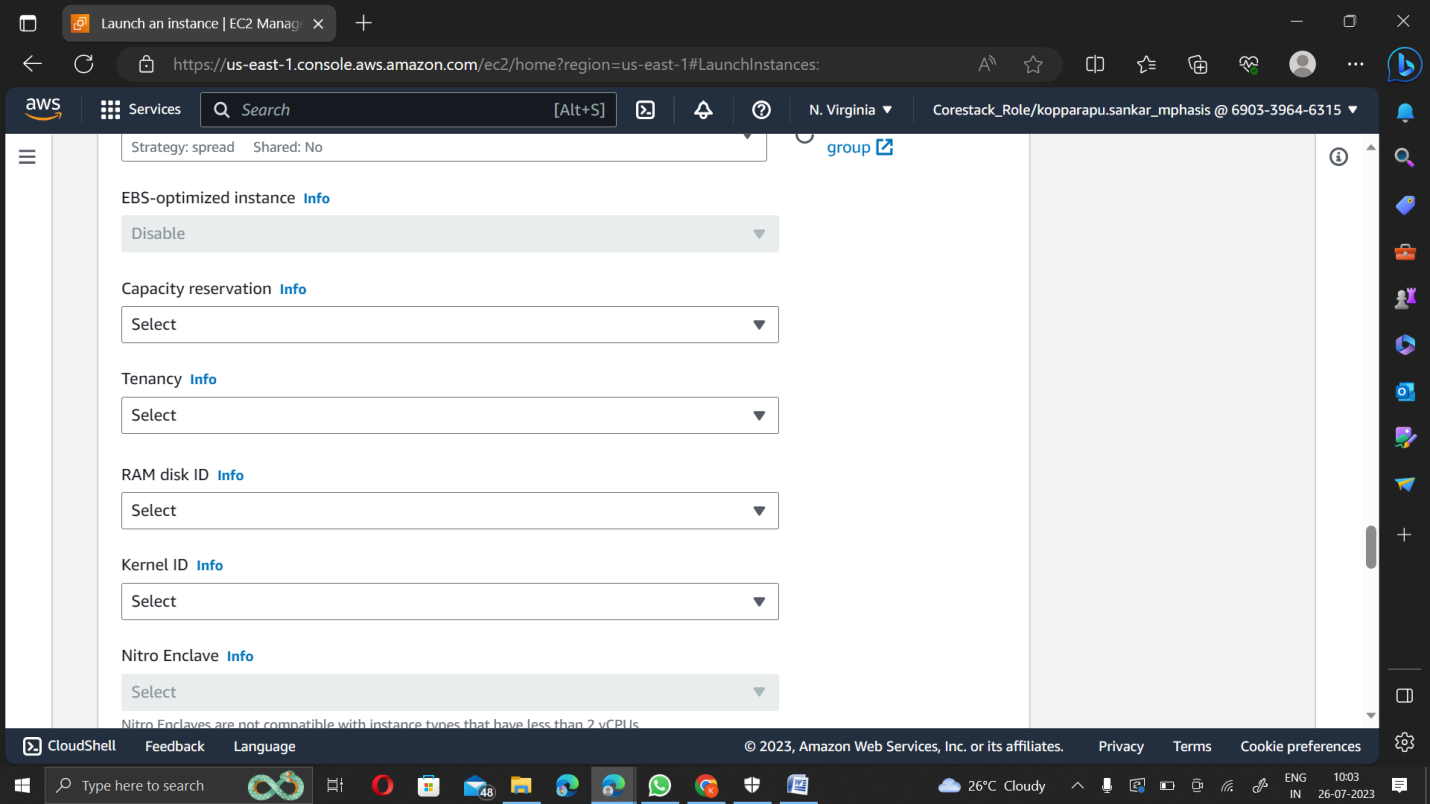 Launch an instance | EC2 Manag
https://us-east-1.console.aws.amazon.com/ec2/home?region=us-east-1#LaunchInstances:
aws
Services
Search
[Alt+S]
N. Virginia
Corestack_Role/kopparapu.sankar_mphasis @ 6903-3964-6315
Strategy: spread Shared: No
group
EBS-optimized instance Info
Disable
Capacity reservation Info
Select
Tenancy Info
Select
RAM disk ID Info
Select
Kernel ID Info
Select
Nitro Enclave Info
Select
Nitro Enclaves are not compatible with instance types that have less than 2 vCPUs
CloudShell Feedback Language © 2023, Amazon Web Services, Inc. or its affiliates. Privacy Terms Cookie preferences
Type here to search
48
26°C Cloudy
ENG
IN
10:03
26-07-2023